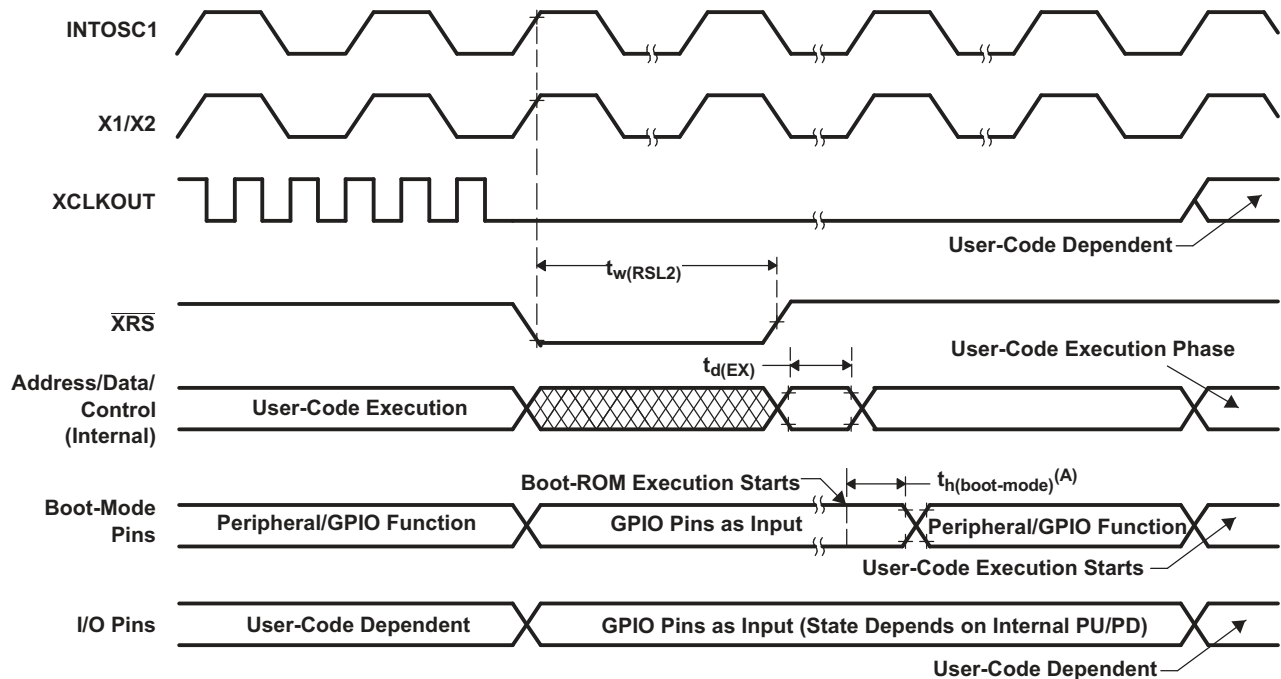 INTOSC1
X1/X2
XCLKOUT
User-Code Dependent
tw(RSL2)
XRS
User-Code Execution Phase
td(EX)
Address/Data/
Control
(Internal)
User-Code Execution
Boot-ROM Execution Starts
th(boot-mode)(A)
Boot-Mode
Pins
Peripheral/GPIO Function
GPIO Pins as Input
Peripheral/GPIO Function
User-Code Execution Starts
I/O Pins
User-Code Dependent
GPIO Pins as Input (State Depends on Internal PU/PD)
User-Code Dependent